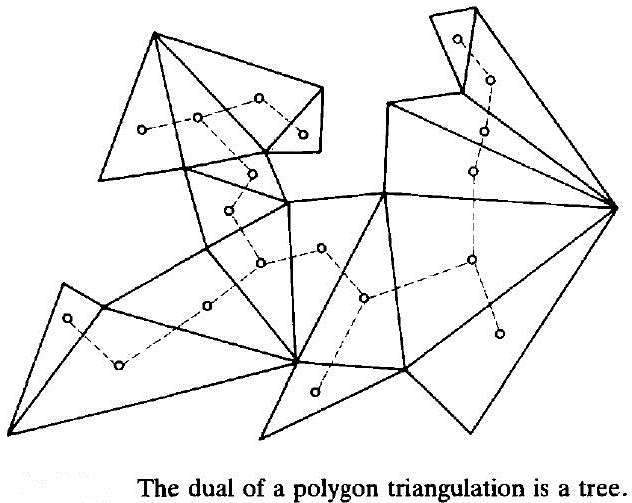 The dual of a polygon triangulation is a tree.